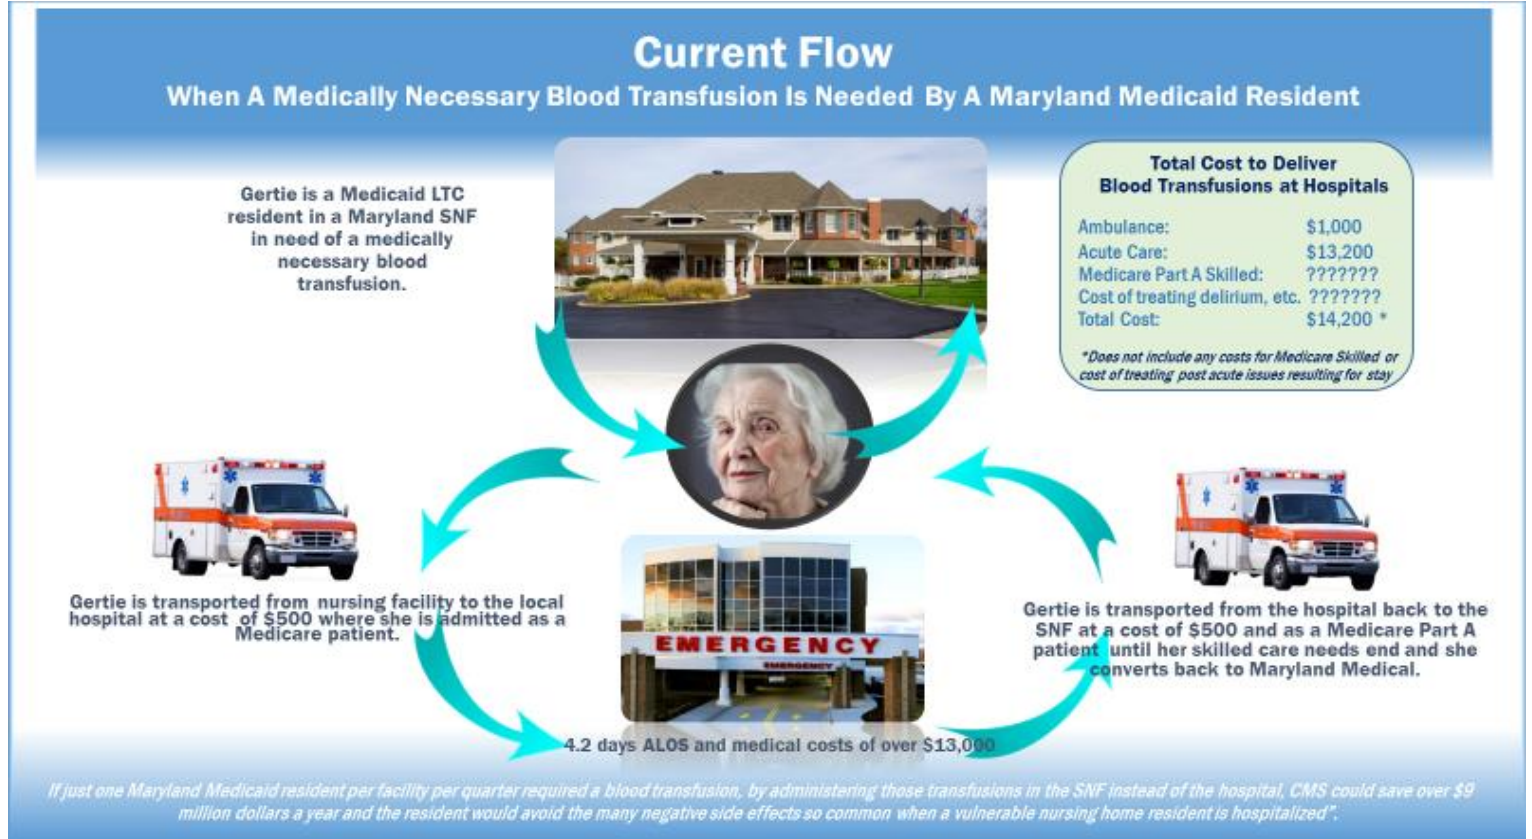 Current Flow
When A Medically Necessary Blood Transfusion Is Needed By A Maryland Medicaid Resident
Gertie is a Medicaid LTC
resident in a Maryland SNF
in need of a medically
necessary blood
transfusion.
Total Cost to Deliver
Blood Transfusions at Hospitals
Ambulance: $1,000
Acute Care: $13,200
Medicare Part A Skilled: ???????
Cost of treating delirium, etc. ???????
Total Cost: $14,200 *
*Does not include any costs for Medicare Skilled or
cost of treating post acute issues resulting for stay
Gertie is transported from nursing facility to the local
hospital at a cost of $500 where she is admitted as a
Medicare patient.
EMERGENCY
EMERGENCY
4.2 days ALOS and medical costs of over $13,000
Gertie is transported from the hospital back to the
SNF at a cost of $500 and as a Medicare Part A
patient until her skilled care needs end and she
converts back to Maryland Medical.
If just one Maryland Medicaid resident per facility per quarter required a blood transfusion, by administering those transfusions in the SNF instead of the hospital, CMS could save over $9
million dollars a year and the resident would avoid the many negative side effects so common when a vulnerable nursing home resident is hospitalized".